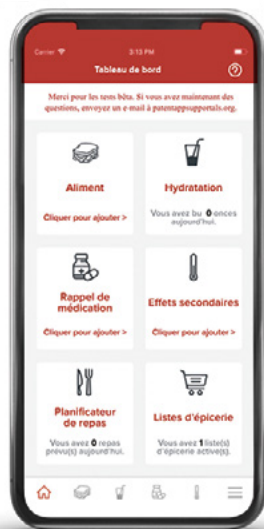 Carrier 3:13 PM
Tableau de bord
Merci pour les tests bêta. Si vous avez maintenant des
questions, envoyez un e-mail à patentappsupportals.org.
Aliment
Cliquer pour ajouter >
Hydratation
Vous avez bu 0 onces
aujourd'hui.
Rappel de
médication
Cliquer pour ajouter >
Effets secondaires
Cliquer pour ajouter >
Planificateur
de repas
Vous avez 0 repas
prévu(s) aujourd'hui.
Listes d'épicerie
Vous avez 1 liste(s)
d'épicerie active(s).